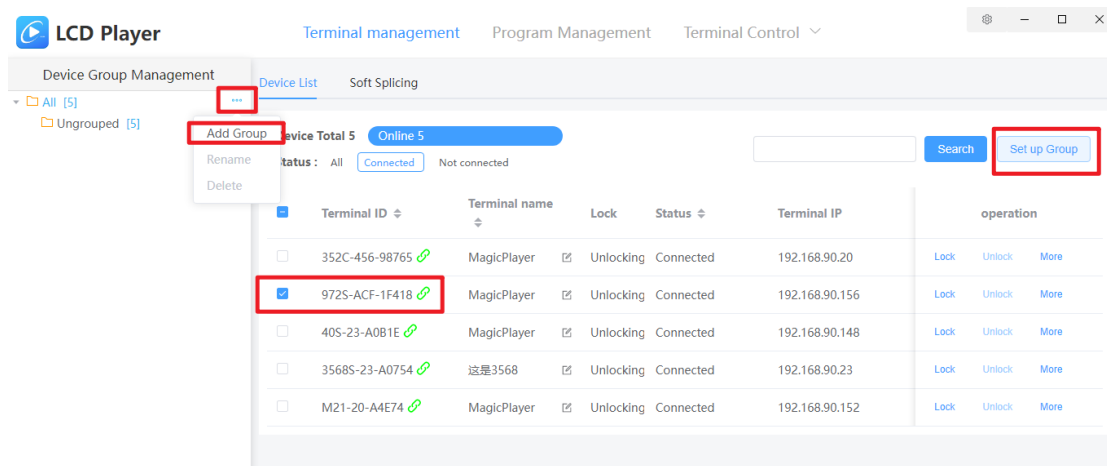 LCD Player
Terminal management Program Management Terminal Control
Device Group Management
Device List Soft Splicing
All [5]
Ungrouped [5]
Add Group
Rename
Delete
evice Total 5 Online 5
tatus : All Connected Not connected
Search Set up Group
Terminal ID Terminal name Lock Status Terminal IP operation
352C-456-98765 MagicPlayer Unlocking Connected 192.168.90.20 Lock Unlock More
972S-ACF-1F418 MagicPlayer Unlocking Connected 192.168.90.156 Lock Unlock More
40S-23-A0B1E MagicPlayer Unlocking Connected 192.168.90.148 Lock Unlock More
3568S-23-A0754 这是3568 Unlocking Connected 192.168.90.23 Lock Unlock More
M21-20-A4E74 MagicPlayer Unlocking Connected 192.168.90.152 Lock Unlock More